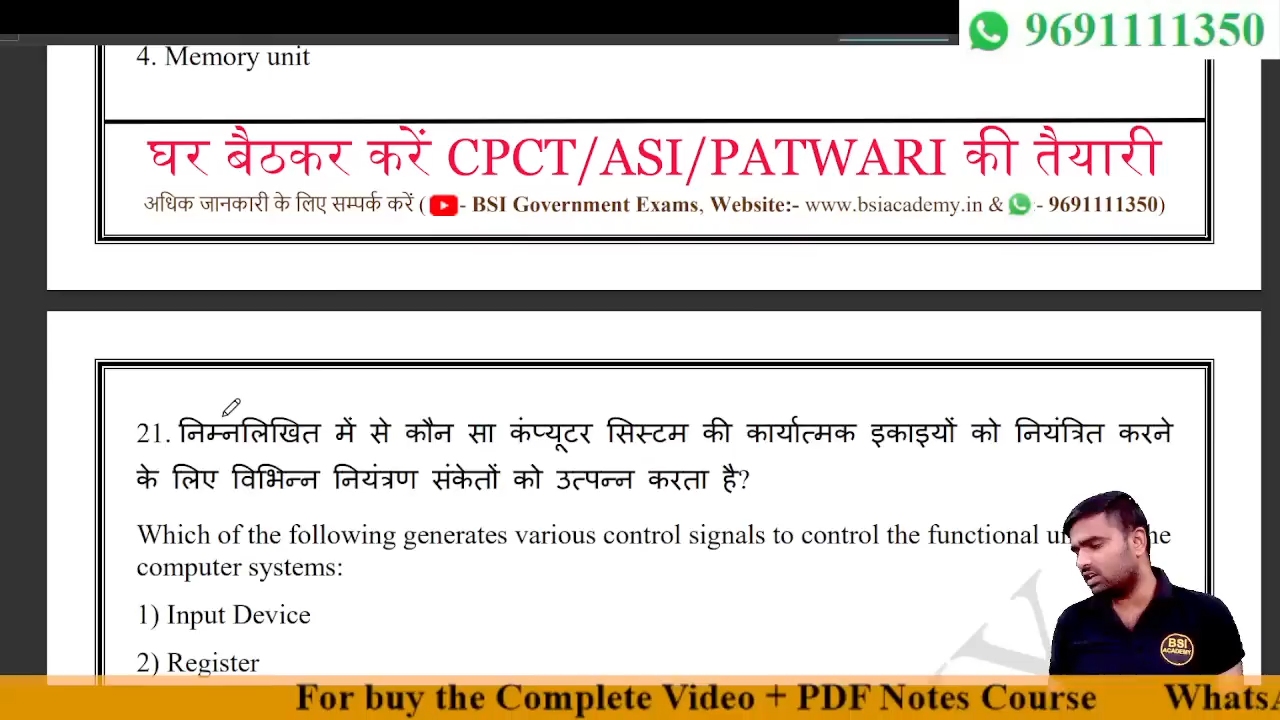 9691111350
4. Memory unit
घर बैठकर करें CPCT/ASI/PATWARI की तैयारी
अधिक जानकारी के लिए सम्पर्क करें ( - BSI Government Exams, Website:- www.bsiacademy.in & - 9691111350)
21. निम्नलिखित में से कौन सा कंप्यूटर सिस्टम की कार्यात्मक इकाइयों को नियंत्रित करने
के लिए विभिन्न नियंत्रण संकेतों को उत्पन्न करता है?
Which of the following generates various control signals to control the functional
computer systems:
1) Input Device
2) Register
BSI
ACADEMY
For buy the Complete Video + PDF Notes Course